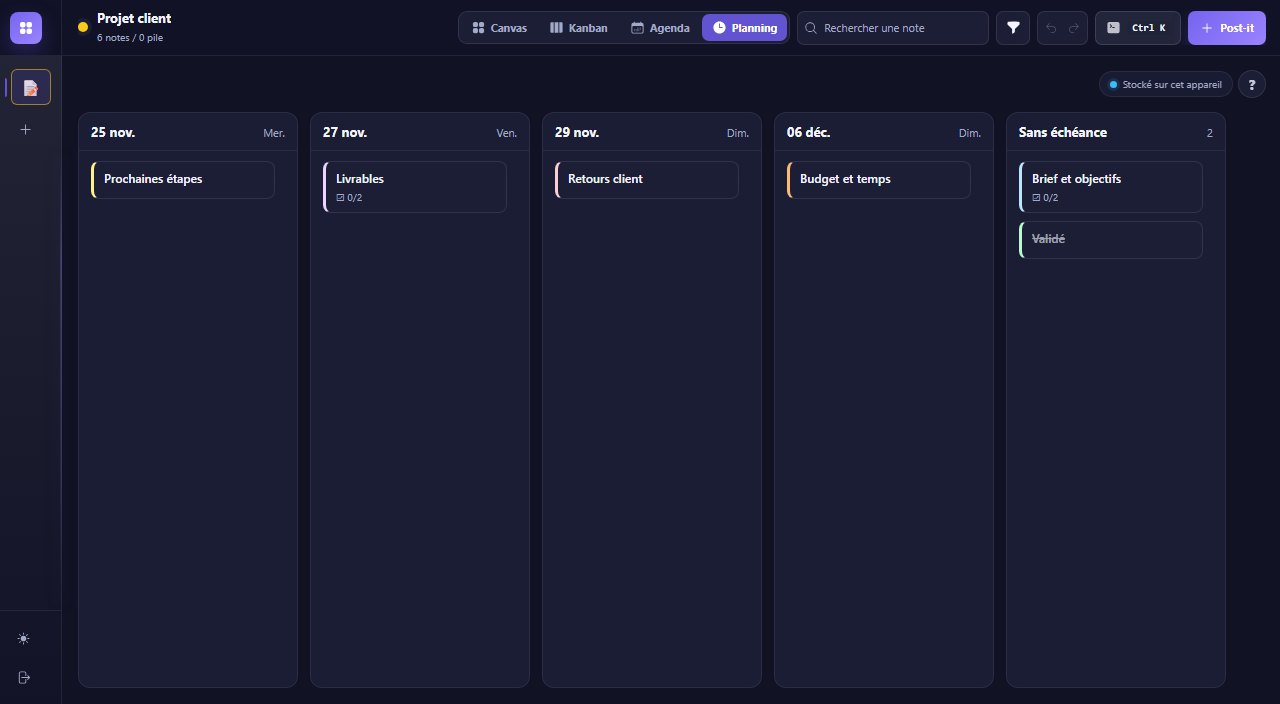 Projet client
6 notes / 0 pile
Canvas
Kanban
Agenda
Planning
Rechercher une note
Ctrl K
+ Post-it
Stocké sur cet appareil
?
25 nov. Mer.
Prochaines étapes
27 nov. Ven.
Livrables
☑ 0/2
29 nov. Dim.
Retours client
06 déc. Dim.
Budget et temps
Sans échéance 2
Brief et objectifs
☑ 0/2
Validé